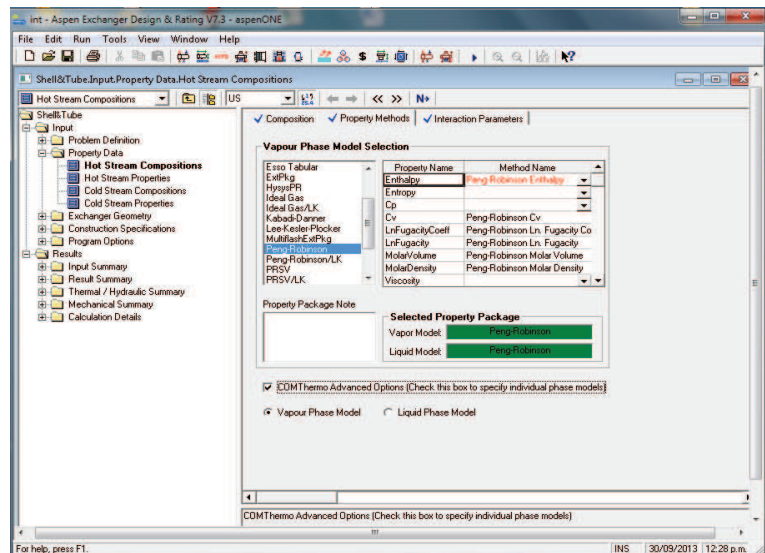 int - Aspen Exchanger Design & Rating V7.3 - aspenONE
File Edit Run Tools View Window Help
Shell&Tube.Input.Property Data.Hot Stream Compositions
Hot Stream Compositions
US
Shell&Tube
Input
Problem Definition
Property Data
Hot Stream Compositions
Hot Stream Properties
Cold Stream Compositions
Cold Stream Properties
Exchanger Geometry
Construction Specifications
Program Options
Results
Input Summary
Result Summary
Thermal / Hydraulic Summary
Mechanical Summary
Calculation Details
Composition Property Methods Interaction Parameters
Vapour Phase Model Selection
Esso Tabular
ExtPkg
HysysPR
Ideal Gas
Ideal Gas/LK
Kabadi-Danner
Lee-Kesler-Plocker
MultiflashExtPkg
Peng-Robinson
Peng-Robinson/LK
PRSV
PRSV/LK
Property Name Method Name
Enthalpy Peng-Robinson Enthalpy
Entropy
Cp
Cv Peng-Robinson Cv
LnFugacityCoeff Peng-Robinson Ln. Fugacity Co
LnFugacity Peng-Robinson Ln. Fugacity
MolarVolume Peng-Robinson Molar Volume
MolarDensity Peng-Robinson Molar Density
Viscosity
Property Package Note
Selected Property Package
Vapor Model: Peng-Robinson
Liquid Model: Peng-Robinson
COMThermo Advanced Options (Check this box to specify individual phase models)
Vapour Phase Model Liquid Phase Model
COMThermo Advanced Options (Check this box to specify individual phase models)
For help, press F1. INS 30/09/2013 12:28 p.m.